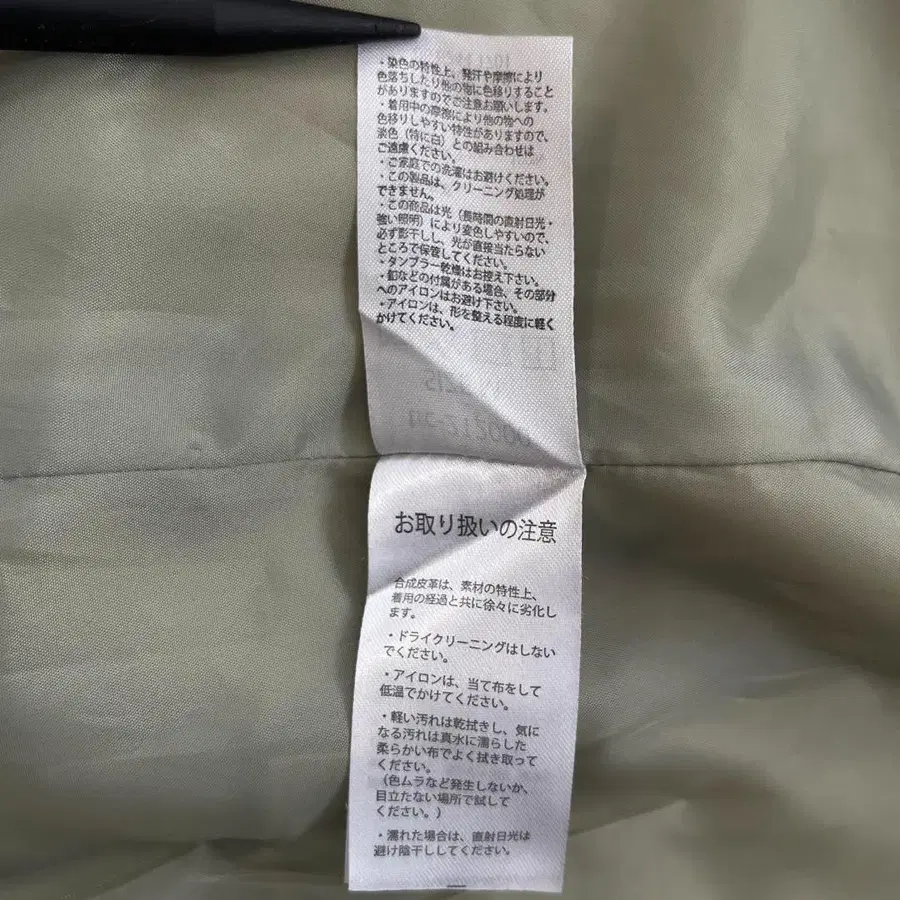 ・染色の特性上、発汗や摩擦により
色落ちしたり他の物に色移りすること
がありますのでご注意お願いします。
・着用中の摩擦により他の物への
色移りしやすい特性がありますので、
淡色（特に白）との組み合わせは
ご遠慮ください。
・ご家庭での洗濯はお避けください。
・この製品は、クリーニング処理が
できません。
・この商品は光（長時間の直射日光・
強い照明）により変色しやすいので、
必ず影干しし、光が直接当たらない
ところで保管してください。
・タンブラー乾燥はお控え下さい。
・釦などの付属がある場合、その部分
へのアイロンはお避け下さい。
・アイロンは、形を整える程度に軽く
かけてください。
お取り扱いの注意
合成皮革は、素材の特性上、
着用の経過と共に徐々に劣化し
ます。
・ドライクリーニングはしない
でください。
・アイロンは、当て布をして
低温でかけてください。
・軽い汚れは乾拭きし、気に
なる汚れは真水に濡らした
柔らかい布でよく拭き取って
ください。
（色ムラなど発生しないか、
目立たない場所で試して
ください。）
・濡れた場合は、直射日光は
避け陰干ししてください。